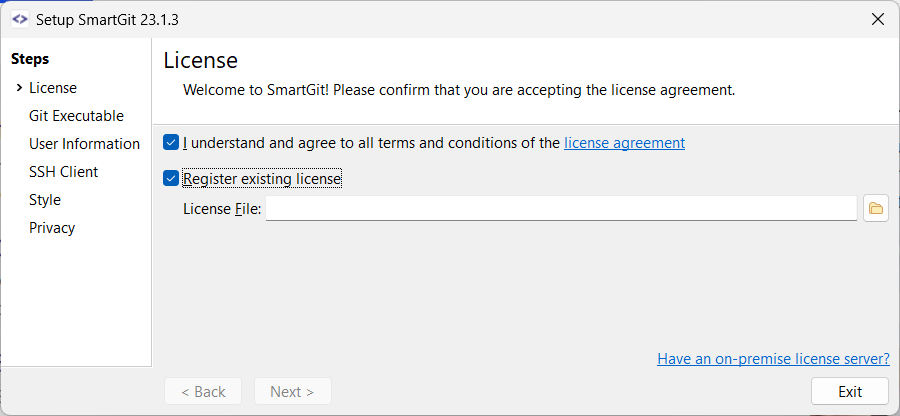 Setup SmartGit 23.1.3
Steps
License
Git Executable
User Information
SSH Client
Style
Privacy
License
Welcome to SmartGit! Please confirm that you are accepting the license agreement.
I understand and agree to all terms and conditions of the license agreement
Register existing license
License File:
Have an on-premise license server?
< Back
Next >
Exit